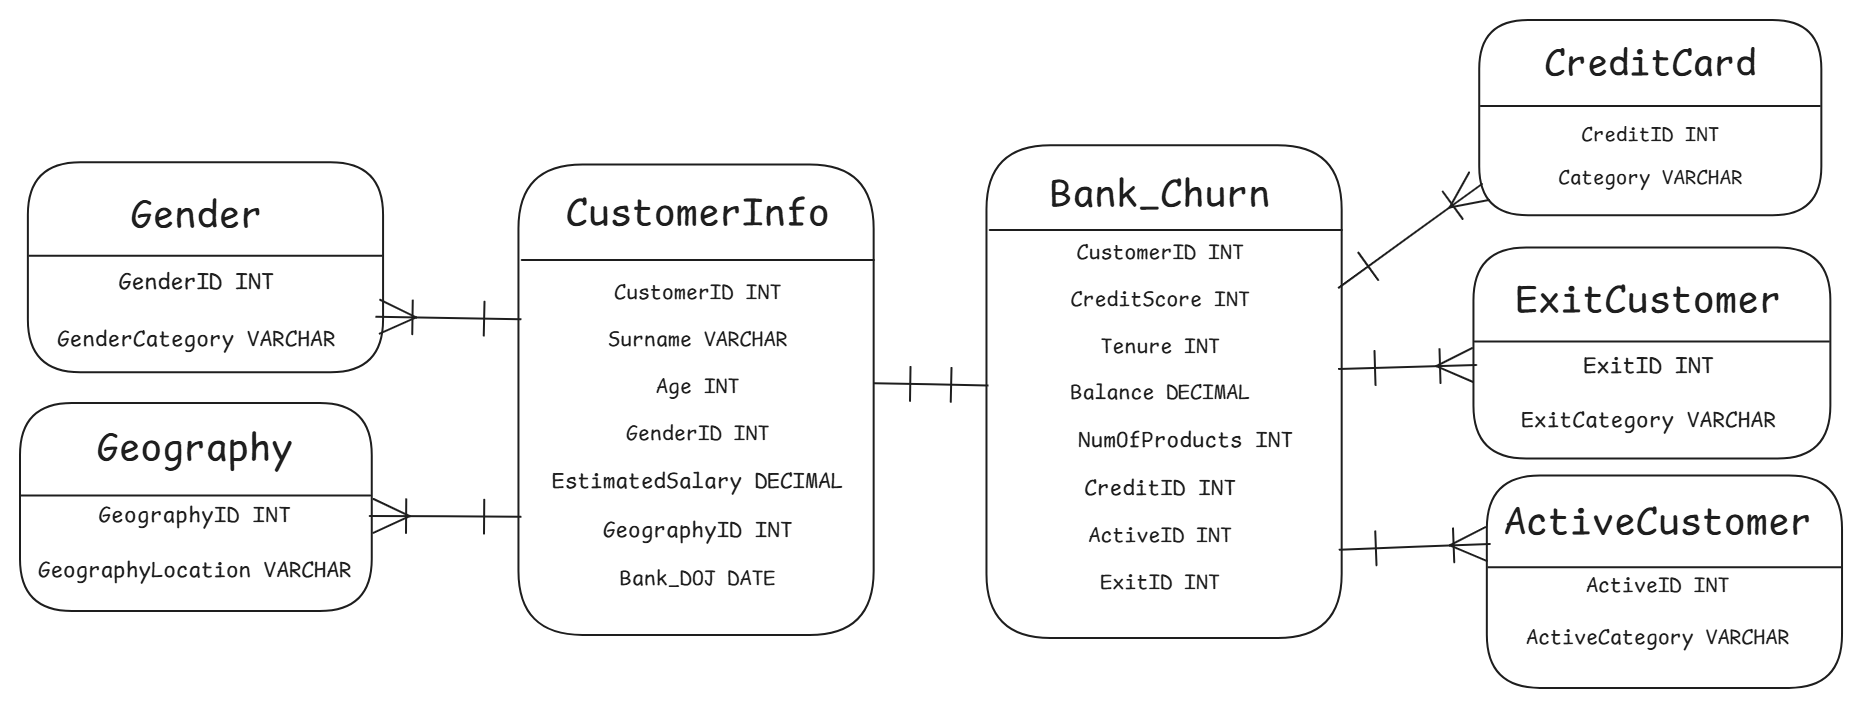 Gender
GenderID INT
GenderCategory VARCHAR
Geography
GeographyID INT
GeographyLocation VARCHAR
CustomerInfo
CustomerID INT
Surname VARCHAR
Age INT
GenderID INT
EstimatedSalary DECIMAL
GeographyID INT
Bank_DOJ DATE
Bank_Churn
CustomerID INT
CreditScore INT
Tenure INT
Balance DECIMAL
NumOfProducts INT
CreditID INT
ActiveID INT
ExitID INT
CreditCard
CreditID INT
Category VARCHAR
ExitCustomer
ExitID INT
ExitCategory VARCHAR
ActiveCustomer
ActiveID INT
ActiveCategory VARCHAR